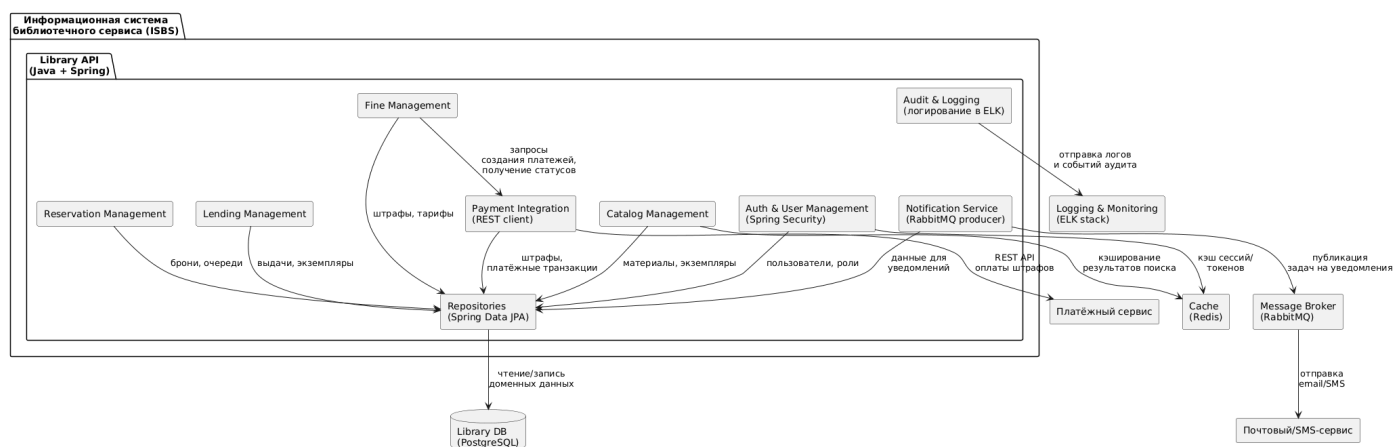 Информационная система
библиотечного сервиса (ISBS)
Library API
(Java + Spring)
Fine Management
Audit & Logging
(логирование в ELK)
запросы
создания платежей,
получение статусов
отправка логов
и событий аудита
Reservation Management
Lending Management
штрафы, тарифы
Payment Integration
(REST client)
Catalog Management
Auth & User Management
(Spring Security)
Notification Service
(RabbitMQ producer)
Logging & Monitoring
(ELK stack)
брони, очереди
выдачи, экземпляры
штрафы,
платёжные транзакции
материалы, экземпляры
пользователи, роли
данные для
уведомлений
REST API
оплаты штрафов
кэширование
результатов поиска
кэш сессий/
токенов
публикация
задач на уведомления
Repositories
(Spring Data JPA)
Платёжный сервис
Cache
(Redis)
Message Broker
(RabbitMQ)
чтение/запись
доменных данных
отправка
email/SMS
Library DB
(PostgreSQL)
Почтовый/SMS-сервис